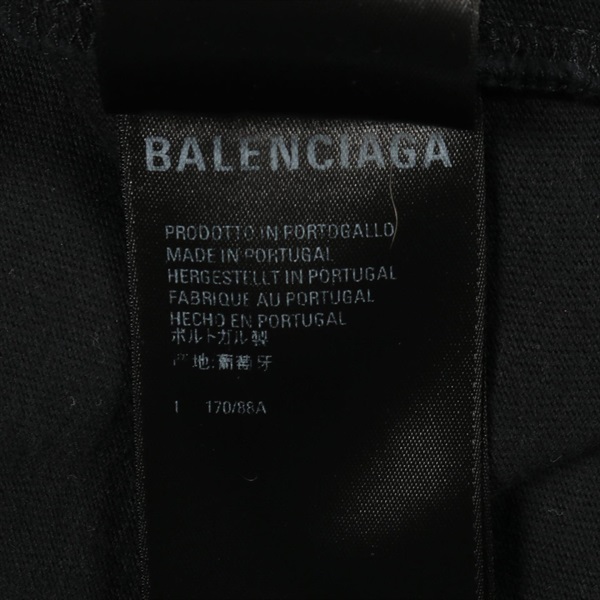 BALENCIAGA
PRODOTTO IN PORTOGALLO
MADE IN PORTUGAL
HERGESTELLT IN PORTUGAL
FABRIQUE AU PORTUGAL
HECHO EN PORTUGAL
ポルトガル製
产地:葡萄牙
1 170/88A